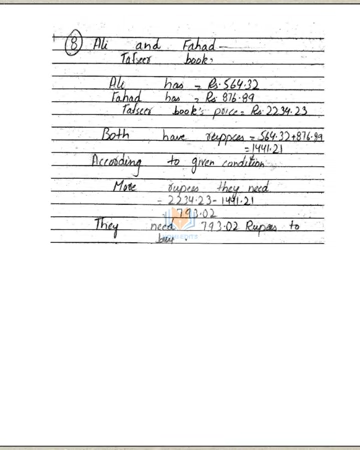 (8) Ali and Fahad —
Tafseer book:
Ali has = Rs. 564.32
Fahad has = Rs 876.89
Tafseer book's price = Rs. 2234.23
Both have reuppees = 564.32+876.89
= 1441.21
According to given condition
More rupees they need
= 2234.23 - 1441.21
= 793.02
They need 793.02 Rupees to
buy .